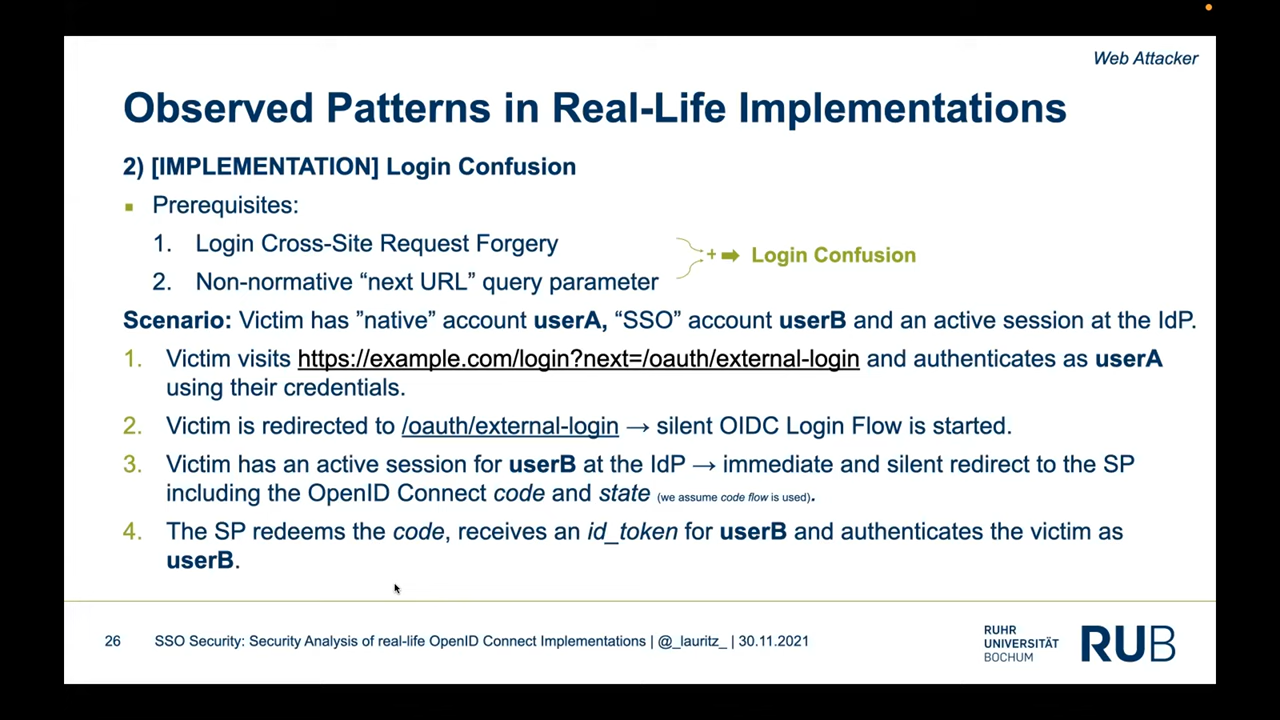 Web Attacker
Observed Patterns in Real-Life Implementations
2) [IMPLEMENTATION] Login Confusion
▪ Prerequisites:
1. Login Cross-Site Request Forgery
+ ➡ Login Confusion
2. Non-normative “next URL” query parameter
Scenario: Victim has ”native” account userA, “SSO” account userB and an active session at the IdP.
1. Victim visits https://example.com/login?next=/oauth/external-login and authenticates as userA
using their credentials.
2. Victim is redirected to /oauth/external-login → silent OIDC Login Flow is started.
3. Victim has an active session for userB at the IdP → immediate and silent redirect to the SP
including the OpenID Connect code and state (we assume code flow is used).
4. The SP redeems the code, receives an id_token for userB and authenticates the victim as
userB.
26 SSO Security: Security Analysis of real-life OpenID Connect Implementations | @_lauritz_ | 30.11.2021
RUHR
UNIVERSITÄT
BOCHUM
RUB